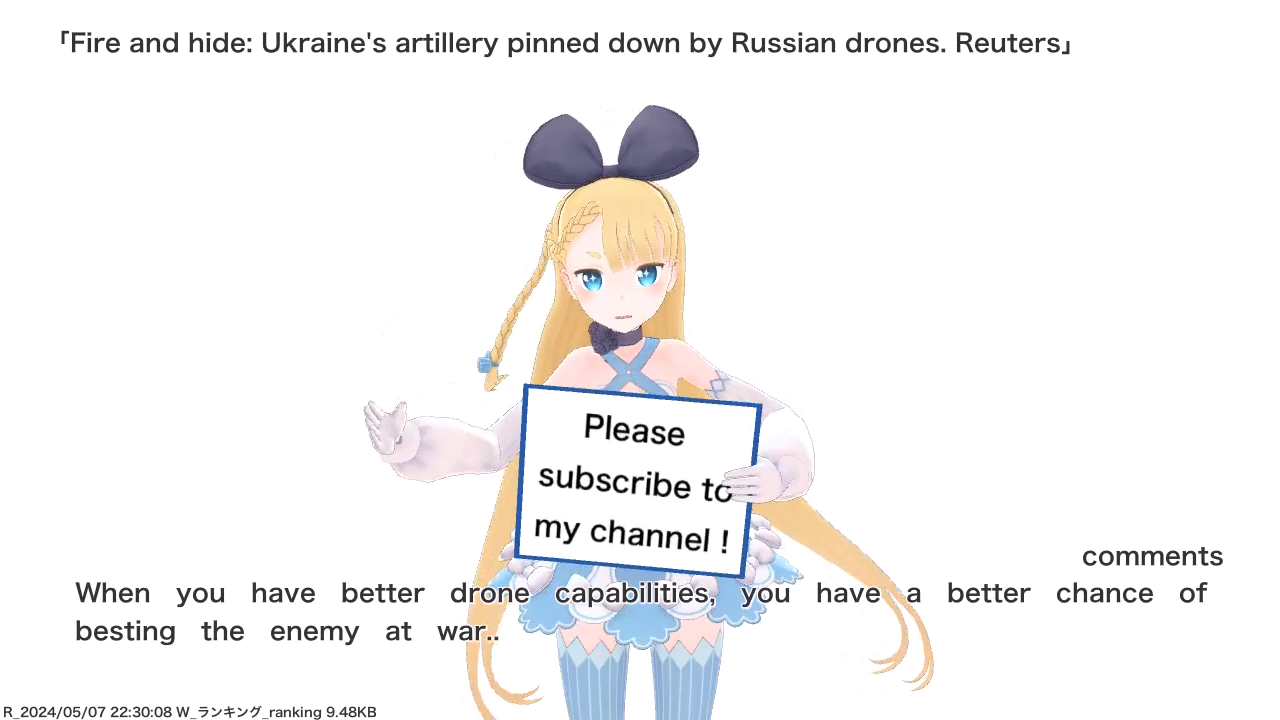 「Fire and hide: Ukraine's artillery pinned down by Russian drones. Reuters」
Please
subscribe to
my channel !
comments
When you have better drone capabilities, you have a better chance of
besting the enemy at war..
R_2024/05/07 22:30:08 W_ランキング_ranking 9.48KB